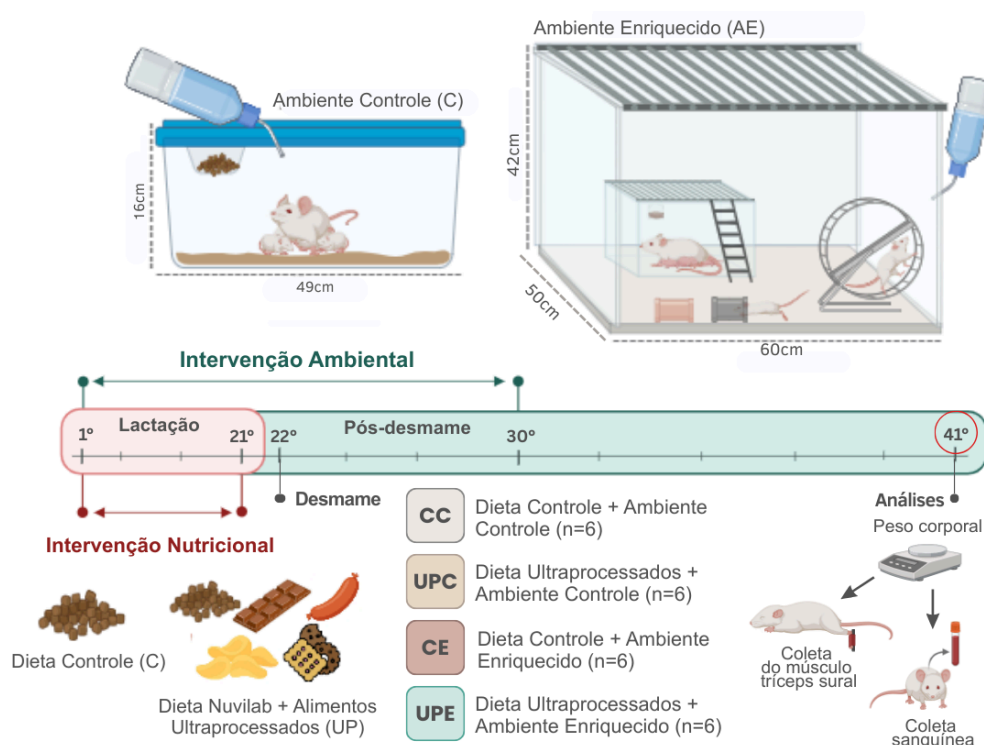 Ambiente Controle (C)
16cm
49cm
Ambiente Enriquecido (AE)
42cm
50cm
60cm
Intervenção Ambiental
Lactação
Pós-desmame
1º
21º
22º
30º
41º
Desmame
Intervenção Nutricional
Dieta Controle (C)
Dieta Nuvilab + Alimentos
Ultraprocessados (UP)
CC
Dieta Controle + Ambiente
Controle (n=6)
UPC
Dieta Ultraprocessados +
Ambiente Controle (n=6)
CE
Dieta Controle + Ambiente
Enriquecido (n=6)
UPE
Dieta Ultraprocessados +
Ambiente Enriquecido (n=6)
Análises
Peso corporal
Coleta
do músculo
tríceps sural
Coleta
sanguínea